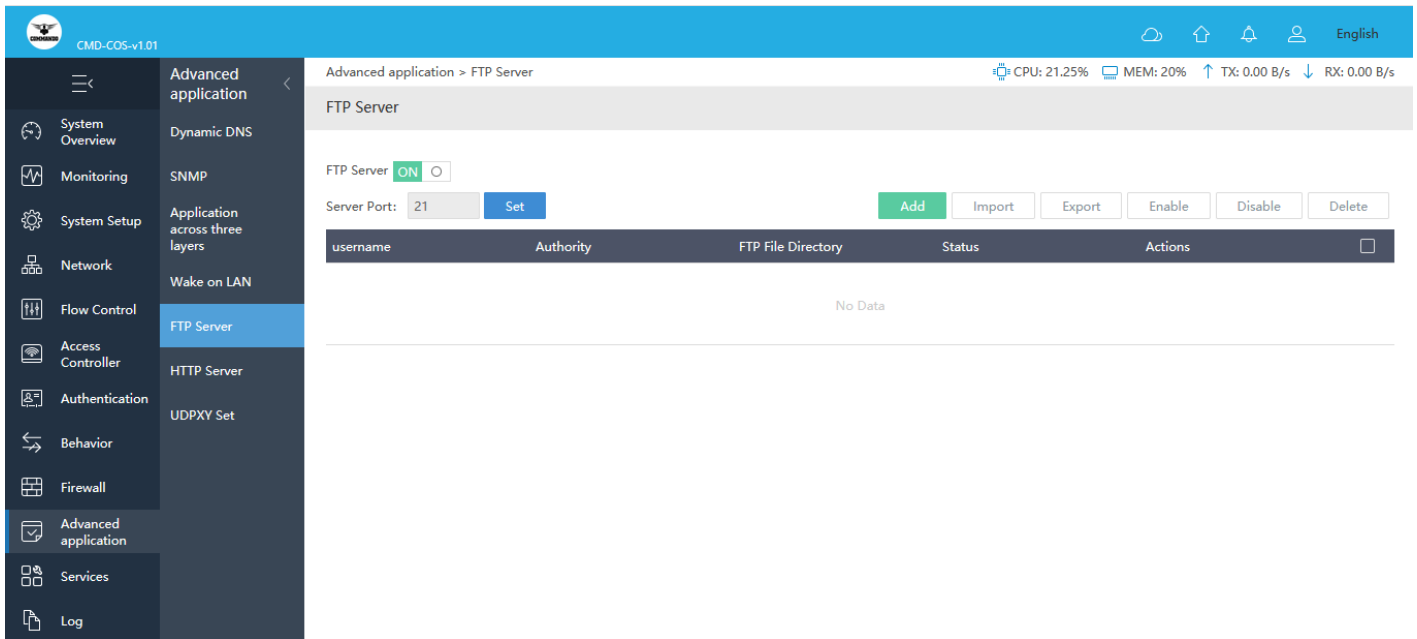 COMMANDO
CMD-COS-v1.01
English
System
Overview
Monitoring
System Setup
Network
Flow Control
Access
Controller
Authentication
Behavior
Firewall
Advanced
application
Services
Log
Advanced
application
Dynamic DNS
SNMP
Application
across three
layers
Wake on LAN
FTP Server
HTTP Server
UDPXY Set
Advanced application > FTP Server
CPU: 21.25% MEM: 20% TX: 0.00 B/s RX: 0.00 B/s
FTP Server
FTP Server ON
Server Port: 21 Set Add Import Export Enable Disable Delete
username Authority FTP File Directory Status Actions
No Data